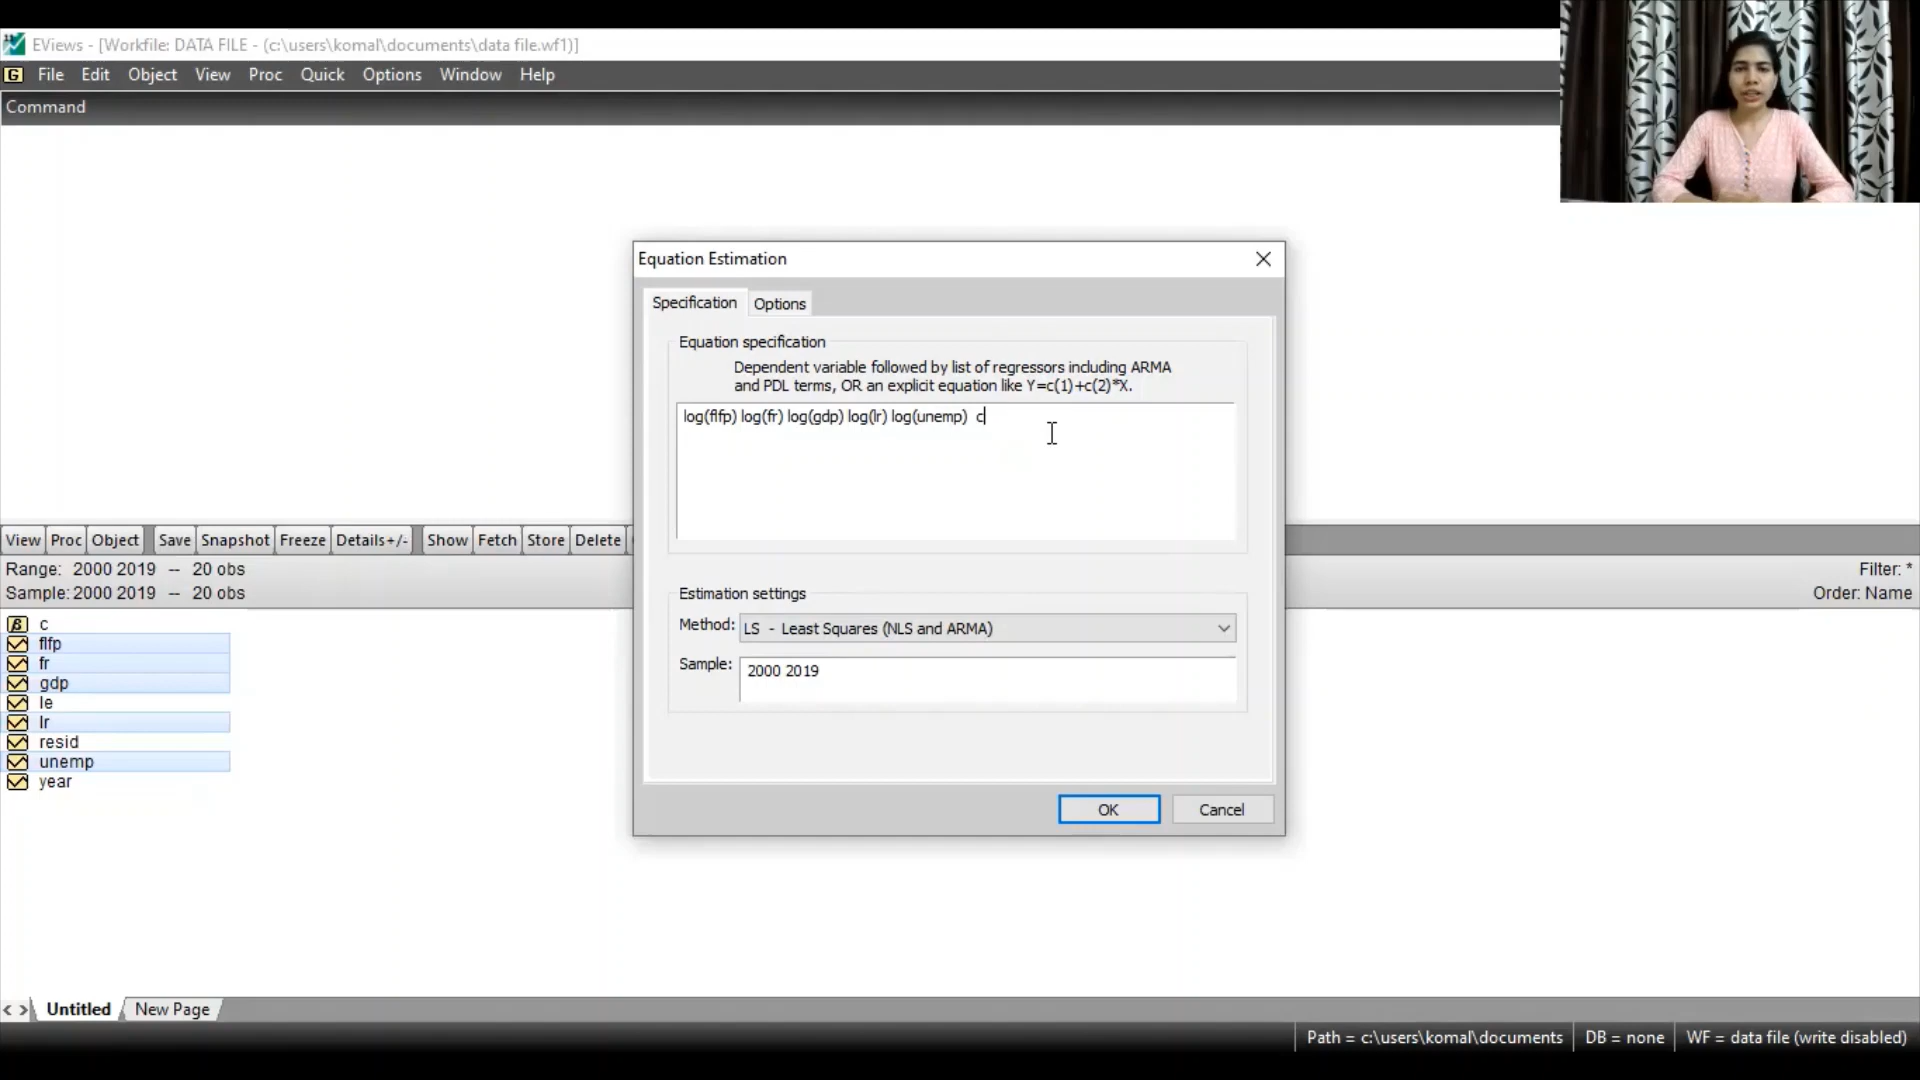 EViews - [Workfile: DATA FILE - (c:\users\komal\documents\data file.wf1)]
G File Edit Object View Proc Quick Options Window Help
Command
Equation Estimation
Specification Options
Equation specification
Dependent variable followed by list of regressors including ARMA
and PDL terms, OR an explicit equation like Y=c(1)+c(2)*X.
log(flfp) log(fr) log(gdp) log(lr) log(unemp)  c
View Proc Object Save Snapshot Freeze Details+/- Show Fetch Store Delete
Range: 2000 2019 -- 20 obs
Filter: *
Sample: 2000 2019 -- 20 obs
Order: Name
Estimation settings
Method: LS - Least Squares (NLS and ARMA)
Sample: 2000 2019
β c
flfp
fr
gdp
le
lr
resid
unemp
year
OK Cancel
< > Untitled New Page
Path = c:\users\komal\documents DB = none WF = data file (write disabled)